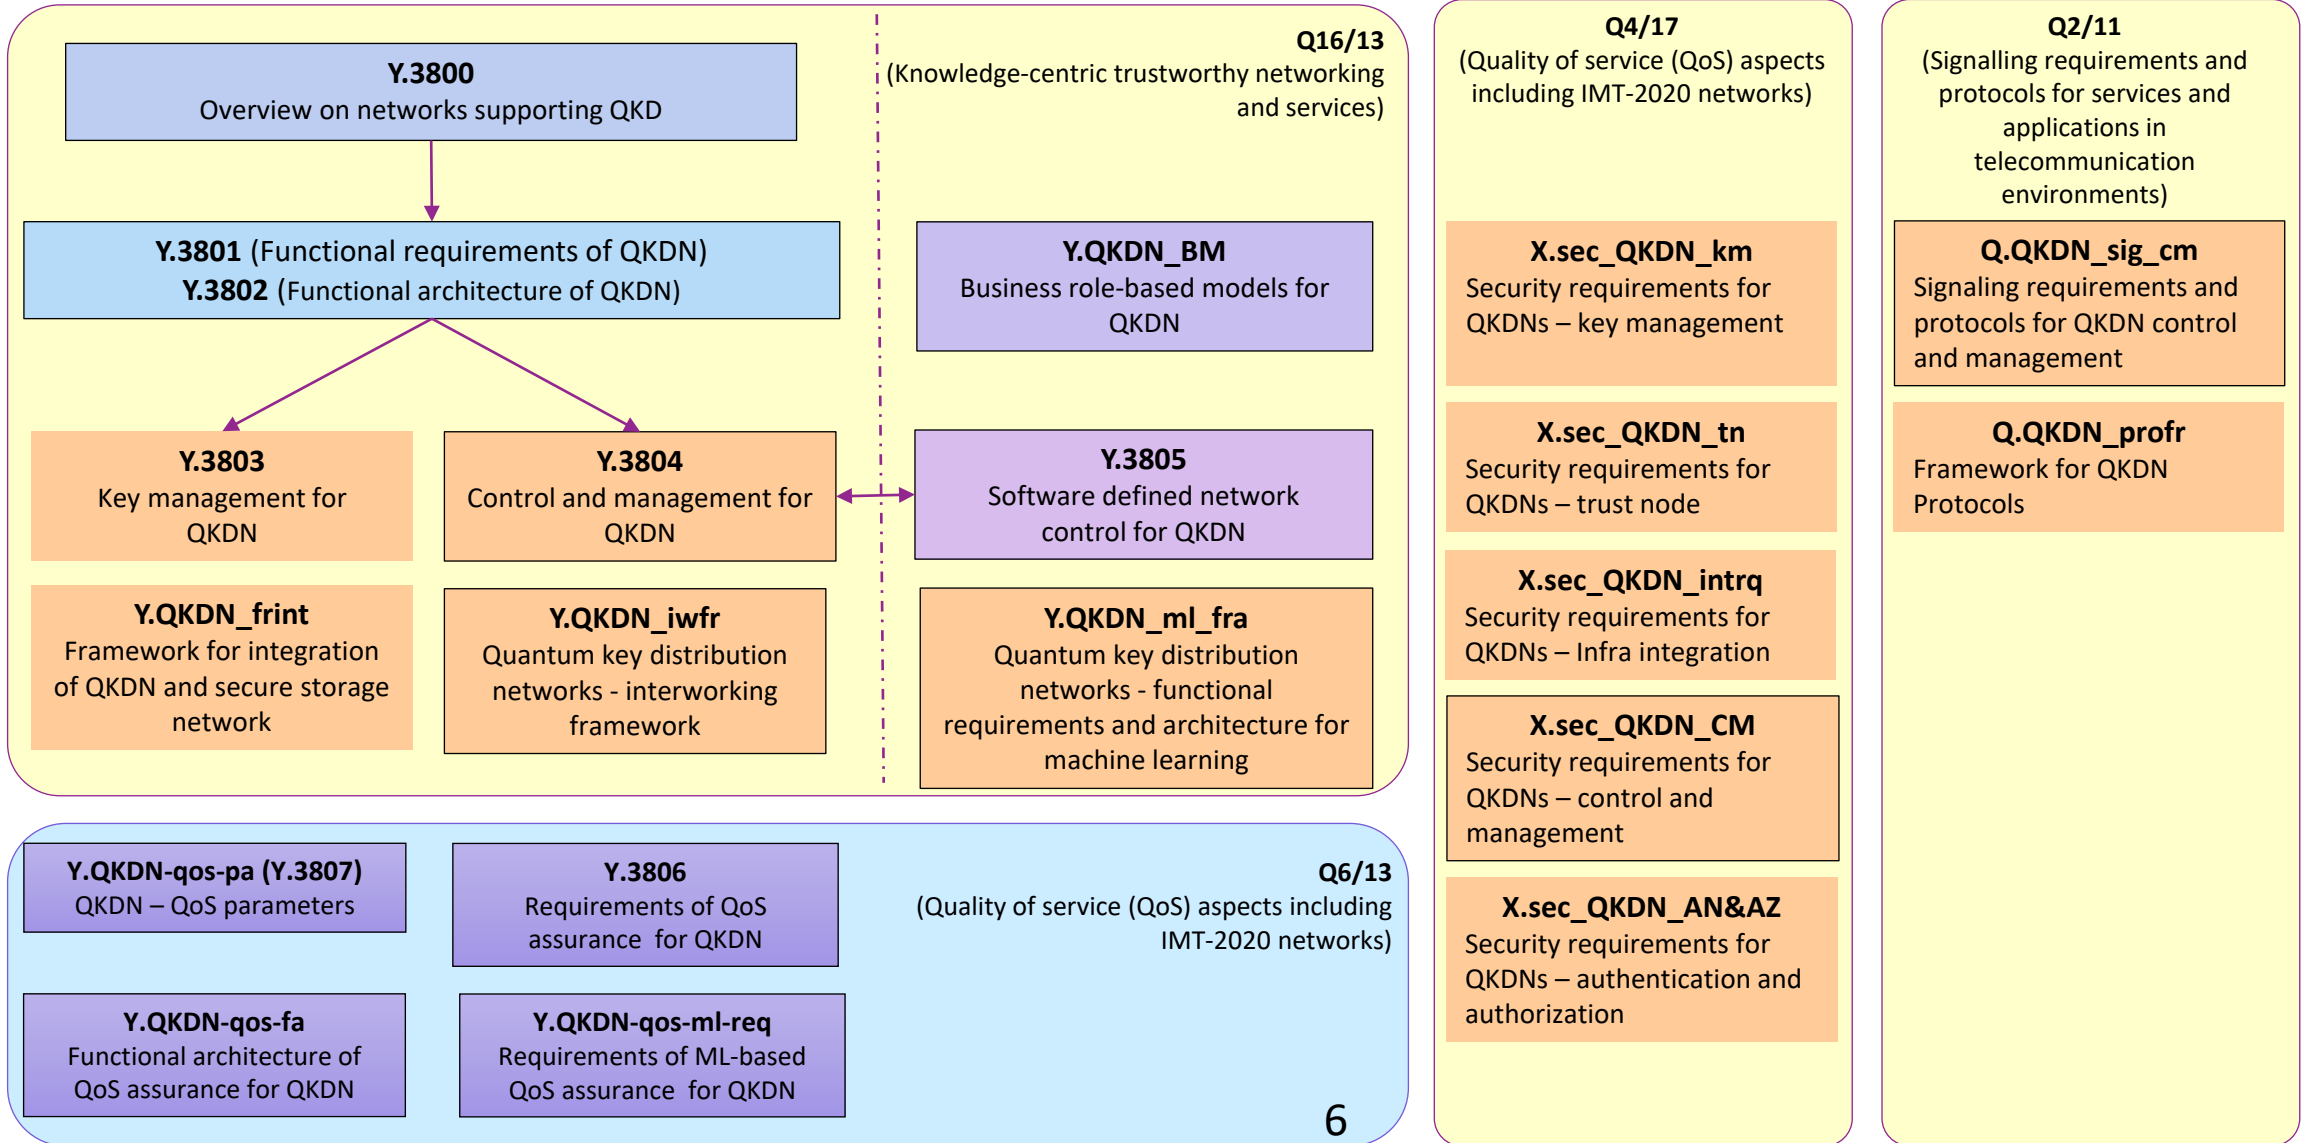 Y.3800
Overview on networks supporting QKD
Q16/13
(Knowledge-centric trustworthy networking
and services)
Y.3801 (Functional requirements of QKDN)
Y.3802 (Functional architecture of QKDN)
Y.QKDN_BM
Business role-based models for
QKDN
Y.3803
Key management for
QKDN
Y.3804
Control and management for
QKDN
Y.3805
Software defined network
control for QKDN
Y.QKDN_frint
Framework for integration
of QKDN and secure storage
network
Y.QKDN_iwfr
Quantum key distribution
networks - interworking
framework
Y.QKDN_ml_fra
Quantum key distribution
networks - functional
requirements and architecture for
machine learning
Y.QKDN-qos-pa (Y.3807)
QKDN – QoS parameters
Y.3806
Requirements of QoS
assurance  for QKDN
Q6/13
(Quality of service (QoS) aspects including
IMT-2020 networks)
Y.QKDN-qos-fa
Functional architecture of
QoS assurance for QKDN
Y.QKDN-qos-ml-req
Requirements of ML-based
QoS assurance  for QKDN
6
Q4/17
(Quality of service (QoS) aspects
including IMT-2020 networks)
X.sec_QKDN_km
Security requirements for
QKDNs – key management
X.sec_QKDN_tn
Security requirements for
QKDNs – trust node
X.sec_QKDN_intrq
Security requirements for
QKDNs – Infra integration
X.sec_QKDN_CM
Security requirements for
QKDNs – control and
management
X.sec_QKDN_AN&AZ
Security requirements for
QKDNs – authentication and
authorization
Q2/11
(Signalling requirements and
protocols for services and
applications in
telecommunication
environments)
Q.QKDN_sig_cm
Signaling requirements and
protocols for QKDN control
and management
Q.QKDN_profr
Framework for QKDN
Protocols